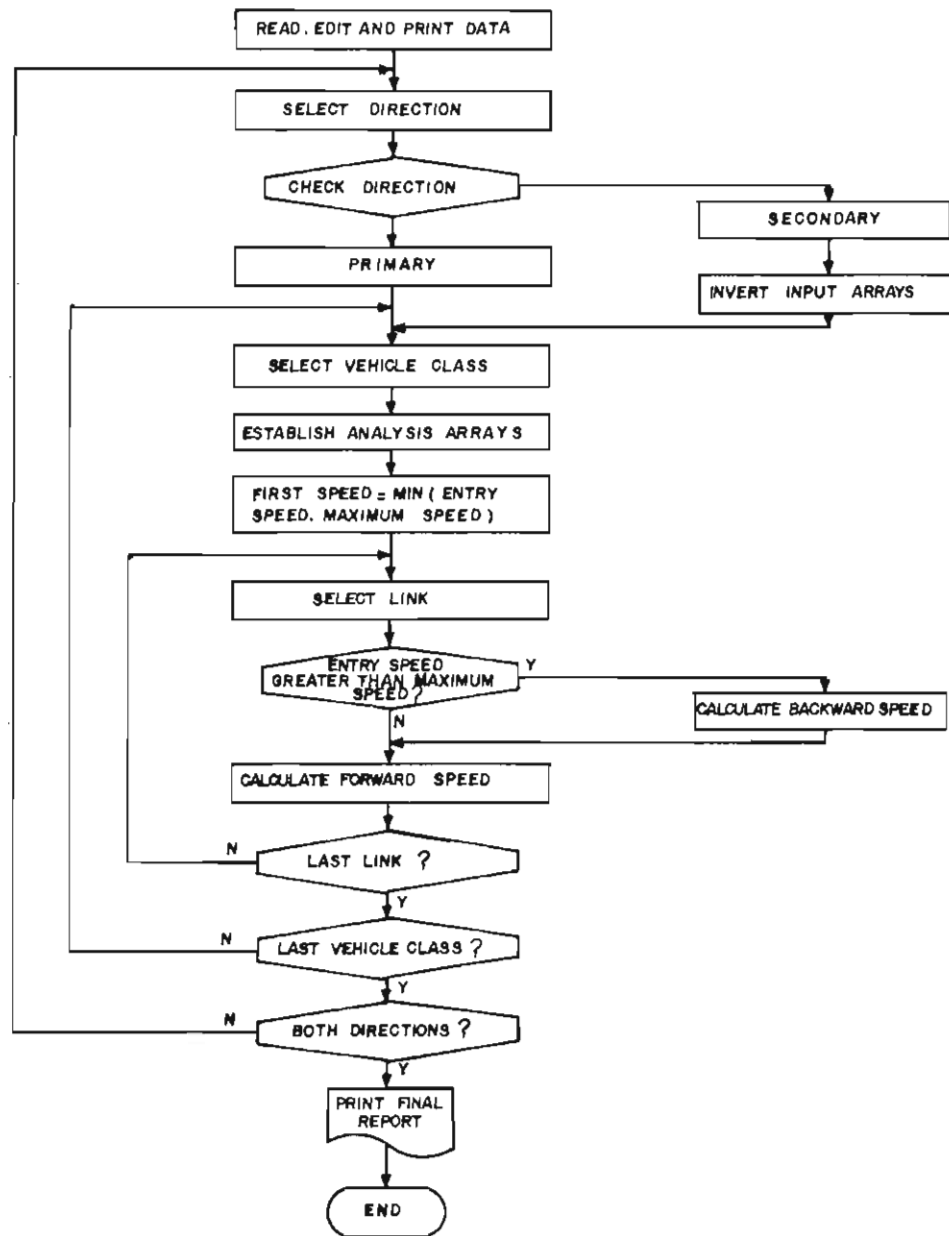 READ, EDIT AND PRINT DATA
SELECT DIRECTION
CHECK DIRECTION
SECONDARY
PRIMARY
INVERT INPUT ARRAYS
SELECT VEHICLE CLASS
ESTABLISH ANALYSIS ARRAYS
FIRST SPEED = MIN ( ENTRY
SPEED, MAXIMUM SPEED )
SELECT LINK
ENTRY SPEED
GREATER THAN MAXIMUM
SPEED ?
Y
CALCULATE BACKWARD SPEED
N
CALCULATE FORWARD SPEED
N
LAST LINK ?
Y
N
LAST VEHICLE CLASS ?
Y
N
BOTH DIRECTIONS ?
Y
PRINT FINAL
REPORT
END